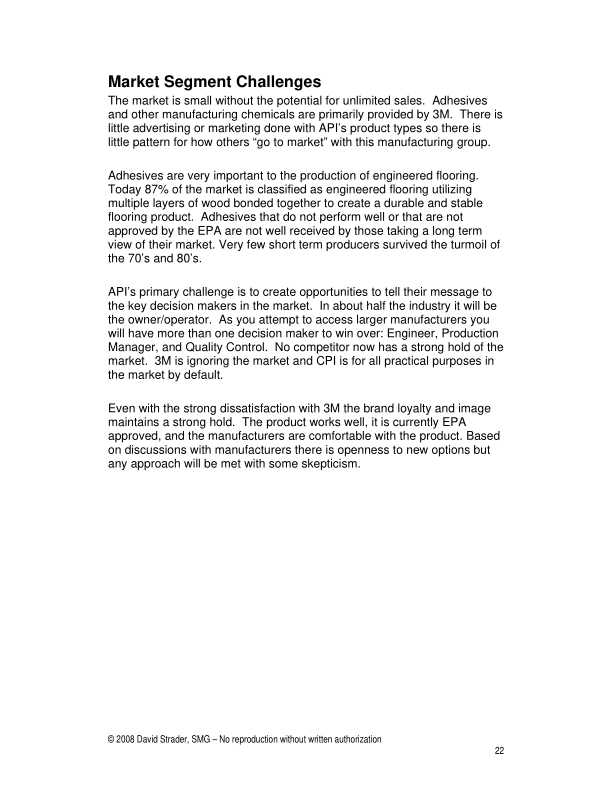 Market Segment Challenges
The market is small without the potential for unlimited sales.  Adhesives
and other manufacturing chemicals are primarily provided by 3M.  There is
little advertising or marketing done with API's product types so there is
little pattern for how others “go to market” with this manufacturing group.
Adhesives are very important to the production of engineered flooring.
Today 87% of the market is classified as engineered flooring utilizing
multiple layers of wood bonded together to create a durable and stable
flooring product.  Adhesives that do not perform well or that are not
approved by the EPA are not well received by those taking a long term
view of their market. Very few short term producers survived the turmoil of
the 70's and 80's.
API's primary challenge is to create opportunities to tell their message to
the key decision makers in the market.  In about half the industry it will be
the owner/operator.  As you attempt to access larger manufacturers you
will have more than one decision maker to win over: Engineer, Production
Manager, and Quality Control.  No competitor now has a strong hold of the
market.  3M is ignoring the market and CPI is for all practical purposes in
the market by default.
Even with the strong dissatisfaction with 3M the brand loyalty and image
maintains a strong hold.  The product works well, it is currently EPA
approved, and the manufacturers are comfortable with the product. Based
on discussions with manufacturers there is openness to new options but
any approach will be met with some skepticism.
© 2008 David Strader, SMG – No reproduction without written authorization
22